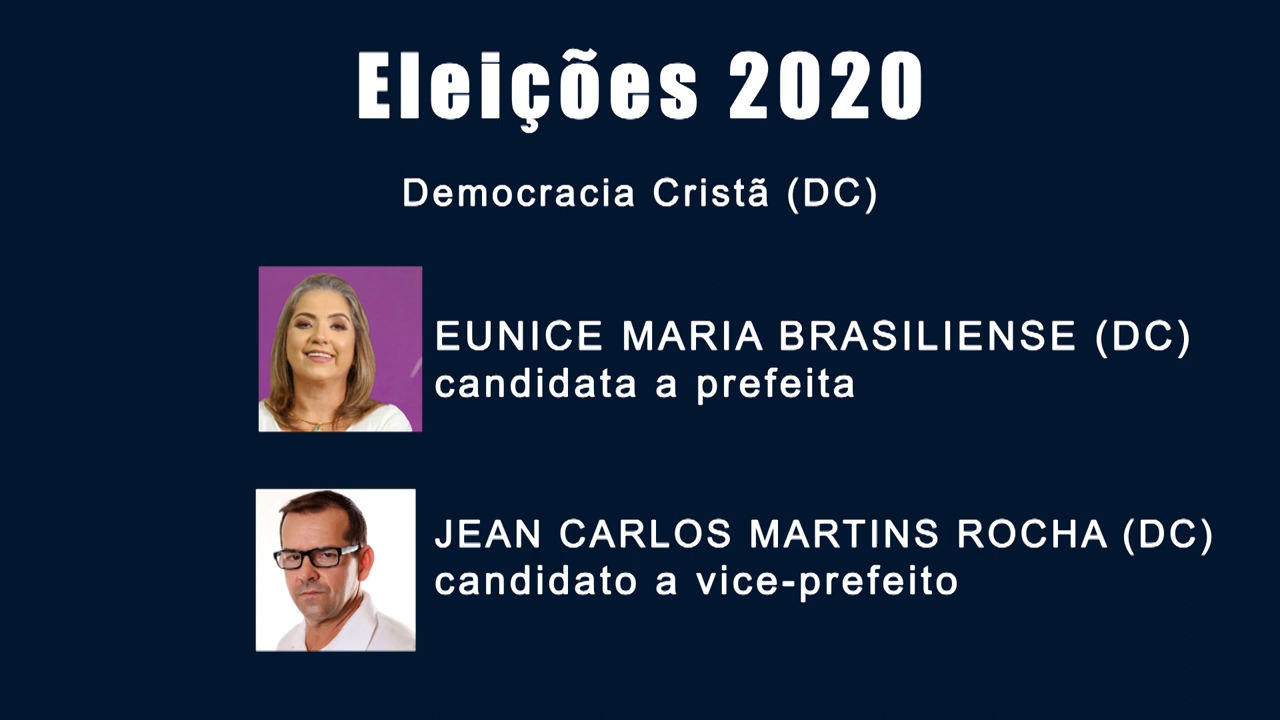 Eleições 2020
Democracia Cristã (DC)
EUNICE MARIA BRASILIENSE (DC)
candidata a prefeita
JEAN CARLOS MARTINS ROCHA (DC)
candidato a vice-prefeito